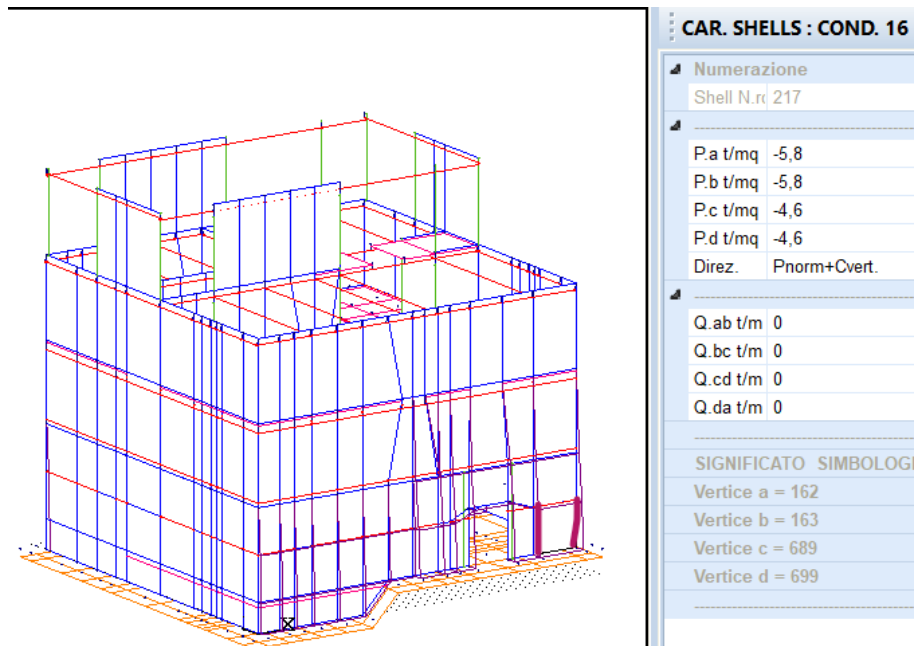 CAR. SHELLS : COND. 16
Numerazione
Shell N.ro 217
P.a t/mq -5,8
P.b t/mq -5,8
P.c t/mq -4,6
P.d t/mq -4,6
Direz. Pnorm+Cvert.
Q.ab t/m 0
Q.bc t/m 0
Q.cd t/m 0
Q.da t/m 0
SIGNIFICATO SIMBOLOGI
Vertice a = 162
Vertice b = 163
Vertice c = 689
Vertice d = 699